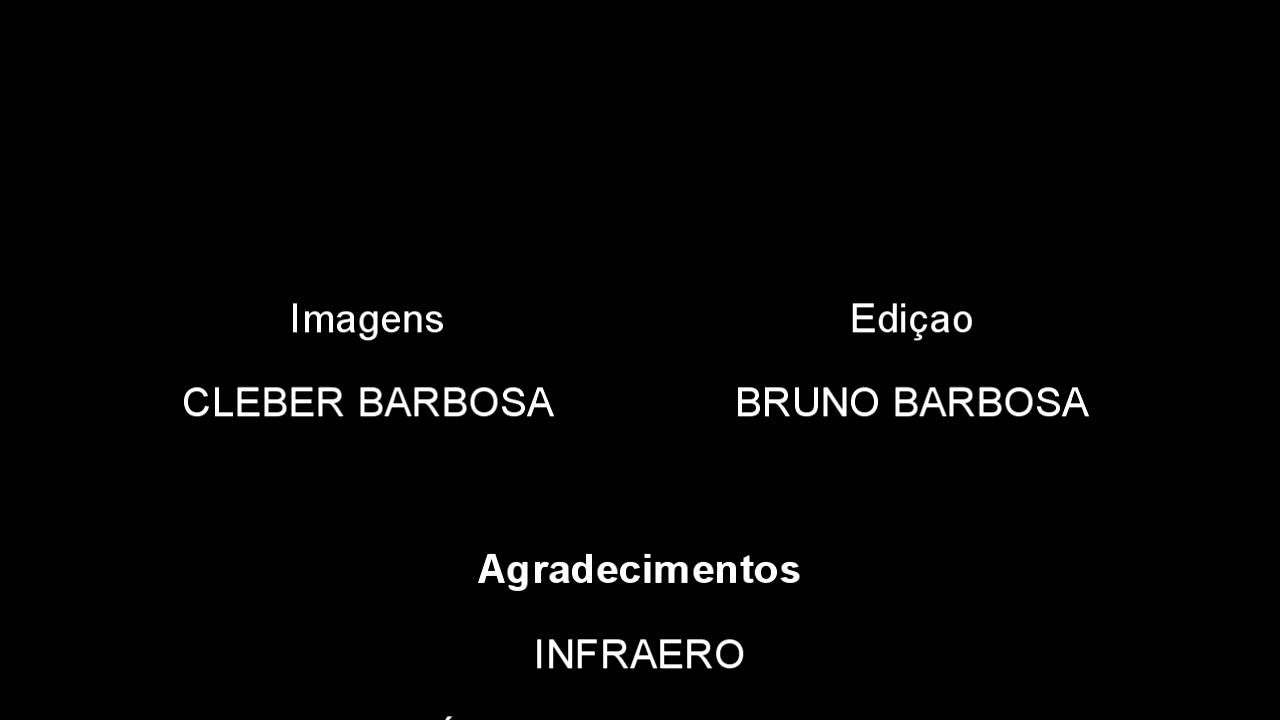 Imagens
Ediçao
CLEBER BARBOSA
BRUNO BARBOSA
Agradecimentos
INFRAERO